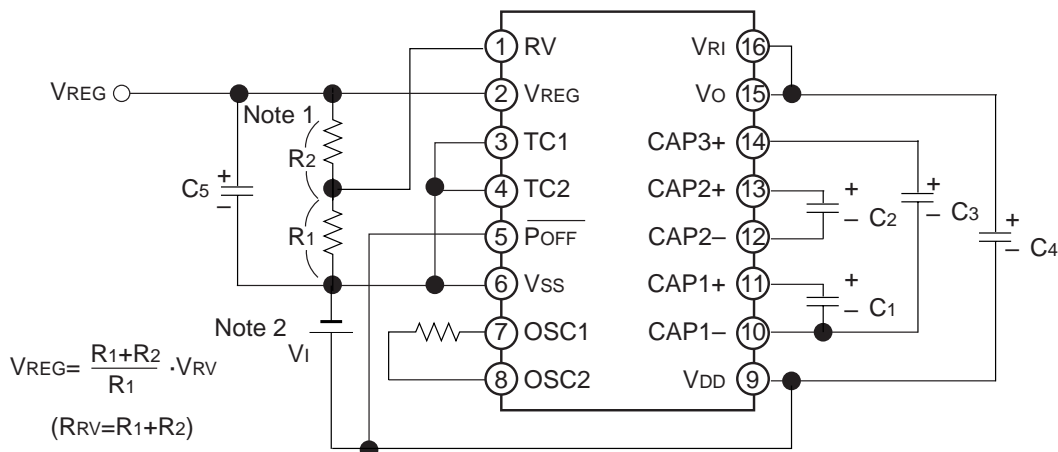 1 RV
2 VREG
3 TC1
4 TC2
5 POFF
6 VSS
7 OSC1
8 OSC2
VRI 16
VO 15
CAP3+ 14
CAP2+ 13
CAP2– 12
CAP1+ 11
CAP1– 10
VDD 9
VREG
Note 1
R2
R1
+
C5
–
Note 2
VI
VREG= R1+R2 / R1 ·VRV
(RRV=R1+R2)
+
– C2
+
– C1
+
– C3
+
– C4